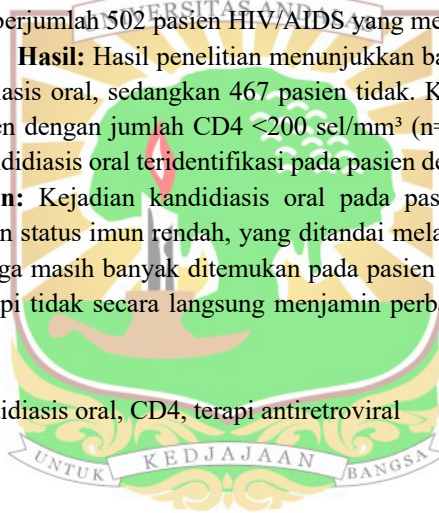 berjumlah 502 pasien HIV/AIDS yang me
Hasil: Hasil penelitian menunjukkan ba
iasis oral, sedangkan 467 pasien tidak. K
en dengan jumlah CD4 <200 sel/mm³ (n=
didiasis oral teridentifikasi pada pasien de
n: Kejadian kandidiasis oral pada pas
n status imun rendah, yang ditandai mela
ga masih banyak ditemukan pada pasien
pi tidak secara langsung menjamin perb
didiasis oral, CD4, terapi antiretroviral
UNTUK KEDJAJAAN BANGSA